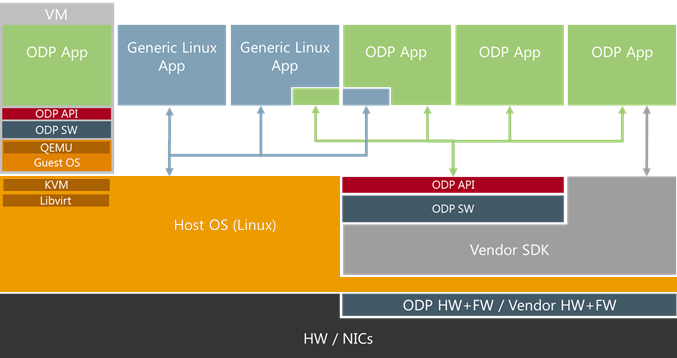 VM
ODP App
Generic Linux
App
Generic Linux
App
ODP App
ODP App
ODP App
ODP API
ODP SW
QEMU
Guest OS
KVM
Libvirt
Host OS (Linux)
ODP API
ODP SW
Vendor SDK
ODP HW+FW / Vendor HW+FW
HW / NICs